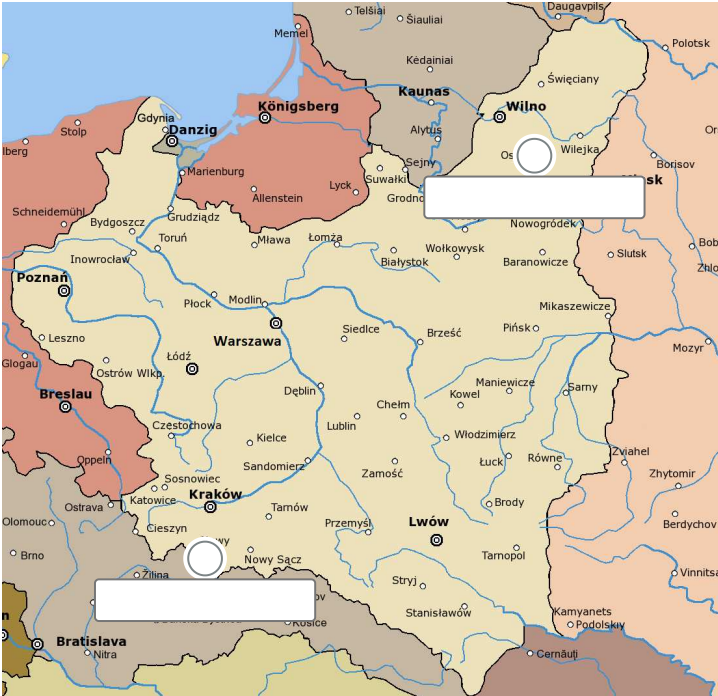 Daugavpils
Telšiai
Šiauliai
Memel
Polotsk
Kėdainiai
Święciany
Kaunas
Königsberg
Wilno
Gdynia
Danzig
Stolp
Alytus
Wilejka
Borisov
Sejny
Marienburg
Suwałki
Lyck
Allenstein
Schneidemühl
Grudziądz
Bydgoszcz
Nowogródek
Toruń
Mława
Łomża
Wołkowysk
Inowrocław
Białystok
Baranowicze
Slutsk
Poznań
Płock
Modlin
Mikaszewicze
Siedlce
Brześć
Pińsk
Warszawa
Leszno
Mozyr
Łódź
Glogau
Ostrów Wlkp.
Maniewicze
Sarny
Dęblin
Kowel
Breslau
Chełm
Lublin
Częstochowa
Włodzimierz
Kielce
Zviahel
Oppeln
Sandomierz
Łuck
Równe
Zamość
Zhytomir
Sosnowiec
Katowice
Kraków
Brody
Ostrava
Tarnów
Olomouc
Przemyśl
Lwów
Berdychov
Cieszyn
Brno
Nowy Sącz
Tarnopol
Žilina
Stryj
Vinnitsa
Stanisławów
Kamyanets
Podolskiy
Bratislava
Košice
Nitra
Cernăuți